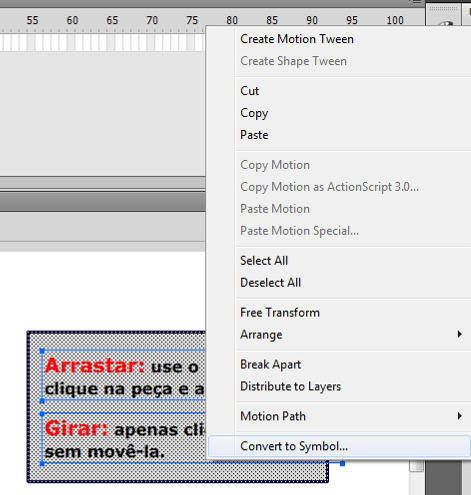 55 60 65 70 75 80 85 90 95 100
Create Motion Tween
Create Shape Tween
Cut
Copy
Paste
Copy Motion
Copy Motion as ActionScript 3.0...
Paste Motion
Paste Motion Special...
Select All
Deselect All
Free Transform
Arrange
Break Apart
Distribute to Layers
Motion Path
Convert to Symbol...
Arrastar: use o
clique na peça e a
Girar: apenas cli
sem movê-la.